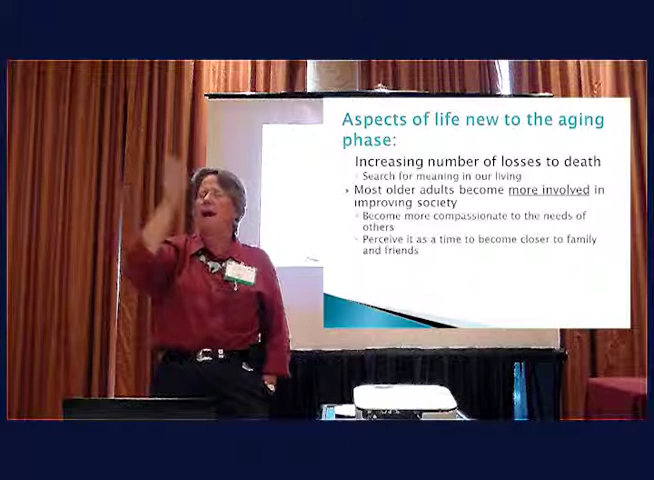 Aspects of life new to the aging
phase:
Increasing number of losses to death
Search for meaning in our living
Most older adults become more involved in
improving society
Become more compassionate to the needs of
others
Perceive it as a time to become closer to family
and friends